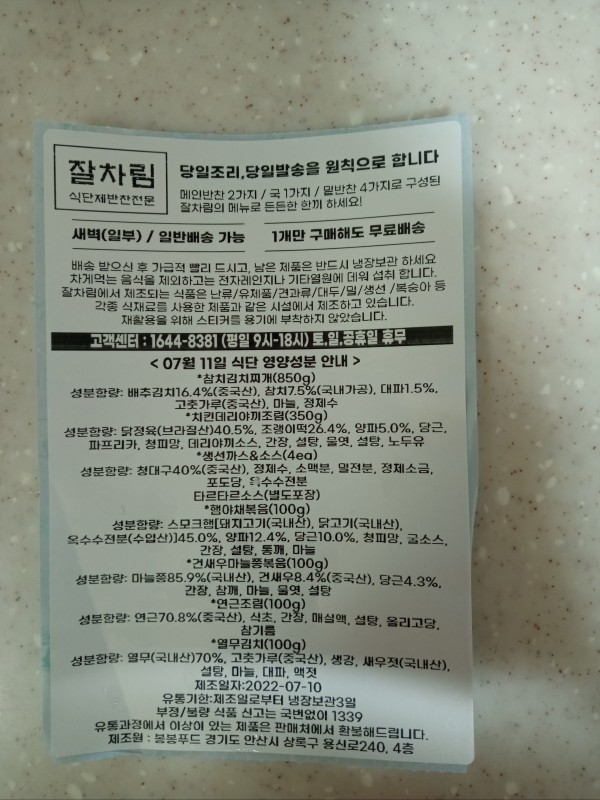 잘차림
식단제반찬전문
당일조리,당일발송을 원칙으로 합니다
메인반찬 2가지 / 국 1가지 / 밑반찬 4가지로 구성된
잘차림의 메뉴로 든든한 한끼 하세요!
새벽(일부) / 일반배송 가능
1개만 구매해도 무료배송
배송 받으신 후 가급적 빨리 드시고, 남은 제품은 반드시 냉장보관 하세요
차게먹는 음식을 제외하고는 전자레인지나 기타열원에 데워 섭취 합니다.
잘차림에서 제조되는 식품은 난류/유제품/견과류/대두/밀/생선 /복숭아 등
각종 식재료를 사용한 제품과 같은 시설에서 제조하고 있습니다.
재활용을 위해 스티커를 용기에 부착하지 않았습니다.
고객센터 : 1644-8381 (평일 9시-18시) 토,일,공휴일 휴무
< 07월 11일 식단 영양성분 안내 >
*참치김치찌개(850g)
성분함량: 배추김치16.4%(중국산), 참치7.5%(국내가공), 대파1.5%,
고춧가루(중국산), 마늘, 정제수
*치킨데리야끼조림(350g)
성분함량: 닭정육(브라질산)40.5%, 조랭이떡26.4%, 양파5.0%, 당근,
파프리카, 청피망, 데리야끼소스, 간장, 설탕, 물엿, 설탕, 노두유
*생선까스&소스(4ea)
성분함량: 청대구40%(중국산), 정제수, 소맥분, 밀전분, 정제소금,
포도당, 옥수수전분
타르타르소스(별도포장)
*햄야채볶음(100g)
성분함량: 스모크햄[돼지고기(국내산), 닭고기(국내산),
옥수수전분(수입산)]45.0%, 양파12.4%, 당근10.0%, 청피망, 굴소스,
간장, 설탕, 통깨, 마늘
*건새우마늘쫑볶음(100g)
성분함량: 마늘쫑85.9%(국내산), 건새우8.4%(중국산), 당근4.3%,
간장, 참깨, 마늘, 물엿, 설탕
*연근조림(100g)
성분함량: 연근70.8%(중국산), 식초, 간장, 매실액, 설탕, 올리고당,
참기름
*열무김치(100g)
성분함량: 열무(국내산)70%, 고춧가루(중국산), 생강, 새우젓(국내산),
설탕, 마늘, 대파, 액젓
제조일자:2022-07-10
유통기한:제조일로부터 냉장보관3일
부정/불량 식품 신고는 국번없이 1339
유통과정에서 이상이 있는 제품은 판매처에서 환불해드립니다.
제조원 : 봉봉푸드 경기도 안산시 상록구 용신로240, 4층